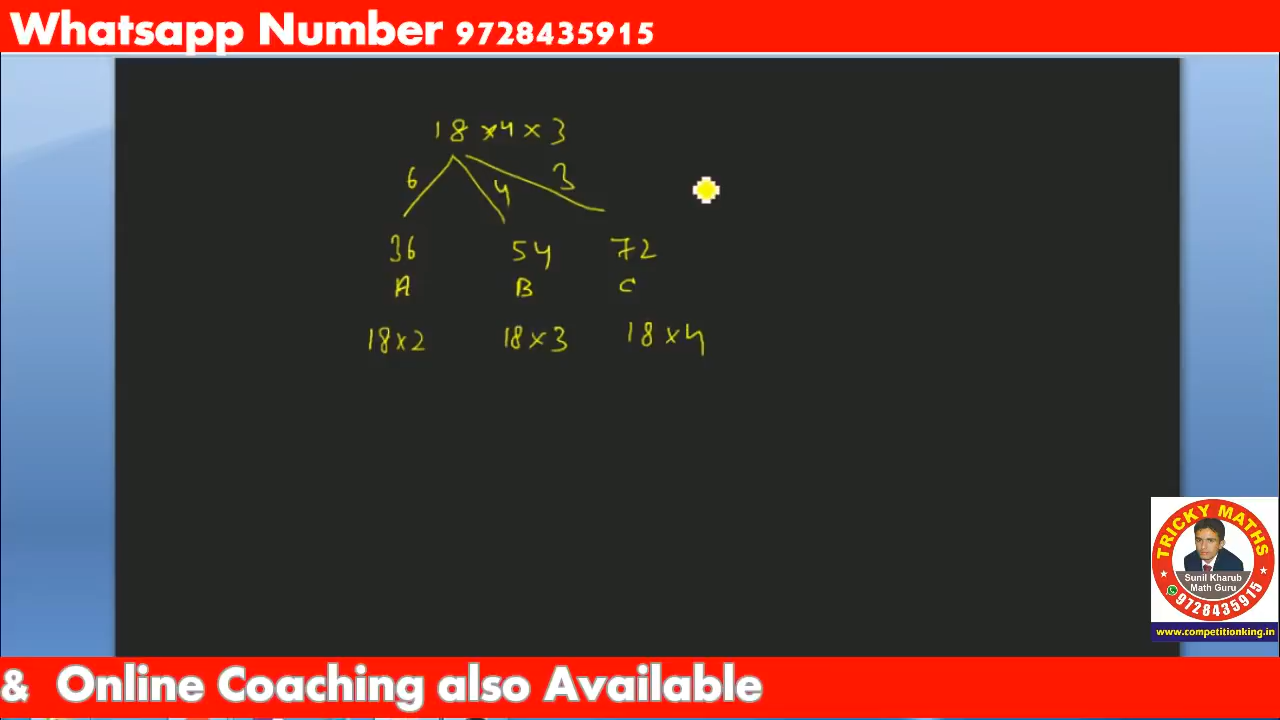 Whatsapp Number 9728435915
18 × 4 × 3
6 4 3
36 54 72
A B C
18×2 18×3 18×4
TRICKY MATHS
Sunil Kharub
Math Guru
9728435915
www.competitionking.in
& Online Coaching also Available